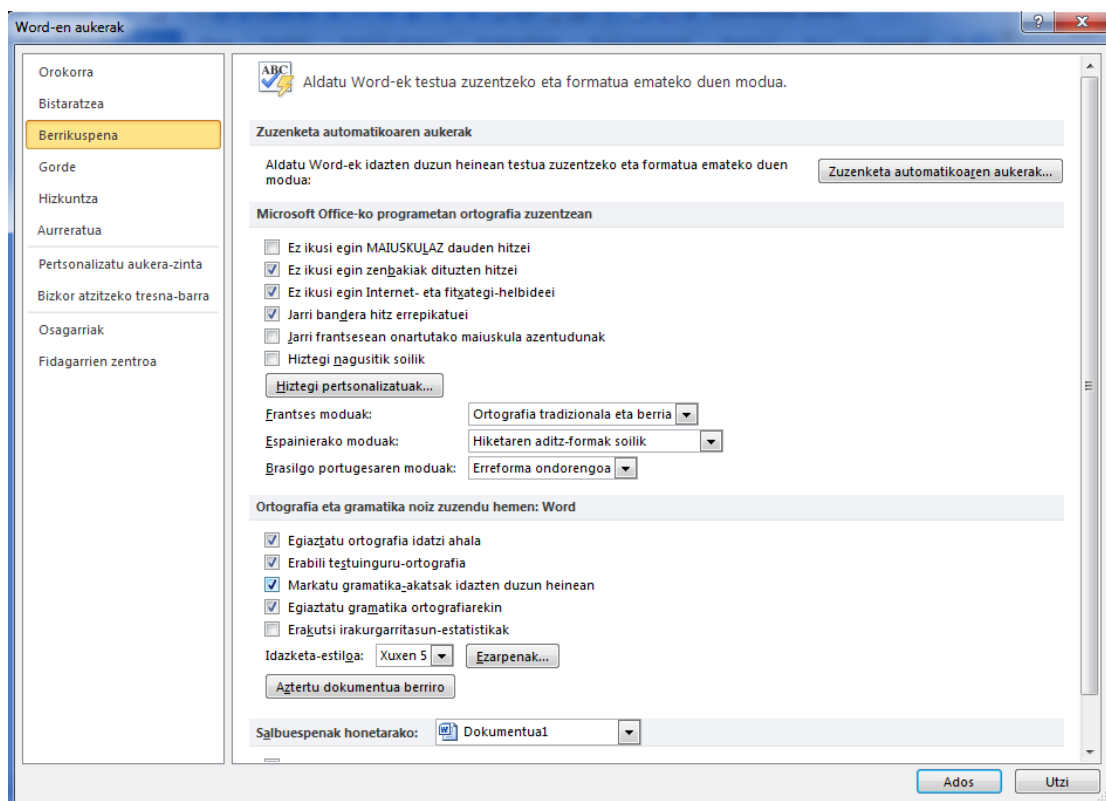 Word-en aukerak
Orokorra
Bistaratzea
Berrikuspena
Gorde
Hizkuntza
Aurreratua
Pertsonalizatu aukera-zinta
Bizkor atzitzeko tresna-barra
Osagarriak
Fidagarrien zentroa
ABC
Aldatu Word-ek testua zuzentzeko eta formatua emateko duen modua.
Zuzenketa automatikoaren aukerak
Aldatu Word-ek idazten duzun heinean testua zuzentzeko eta formatua emateko duen
modua:
Zuzenketa automatikoaren aukerak...
Microsoft Office-ko programetan ortografia zuzentzean
Ez ikusi egin MAIUSKULAZ dauden hitzei
Ez ikusi egin zenbakiak dituzten hitzei
Ez ikusi egin Internet- eta fitxategi-helbideei
Jarri bandera hitz errepikatuei
Jarri frantsesean onartutako maiuskula azentudunak
Hiztegi nagusitik soilik
Hiztegi pertsonalizatuak...
Frantses moduak: Ortografia tradizionala eta berria
Espainierako moduak: Hiketaren aditz-formak soilik
Brasilgo portugesaren moduak: Erreforma ondorengoa
Ortografia eta gramatika noiz zuzendu hemen: Word
Egiaztatu ortografia idatzi ahala
Erabili testuinguru-ortografia
Markatu gramatika-akatsak idazten duzun heinean
Egiaztatu gramatika ortografiarekin
Erakutsi irakurgarritasun-estatistikak
Idazketa-estiloa: Xuxen 5 Ezarpenak...
Aztertu dokumentua berriro
Salbuespenak honetarako: Dokumentua1
Ados Utzi